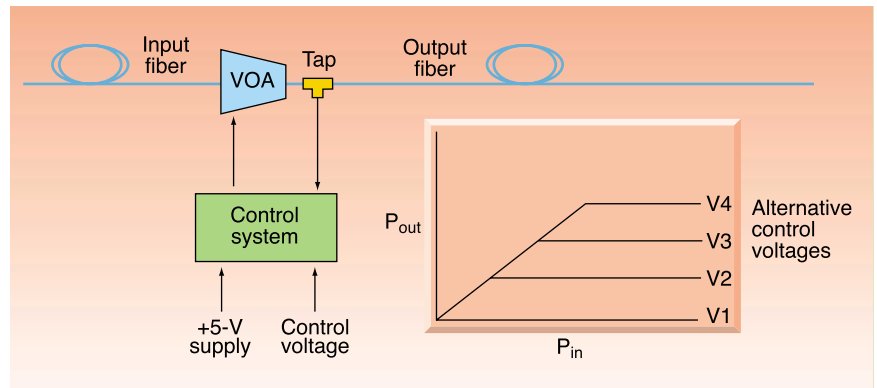 Input
fiber
VOA
Tap
Output
fiber
Control
system
+5-V
supply
Control
voltage
Pout
Pin
V4
V3
V2
V1
Alternative
control
voltages